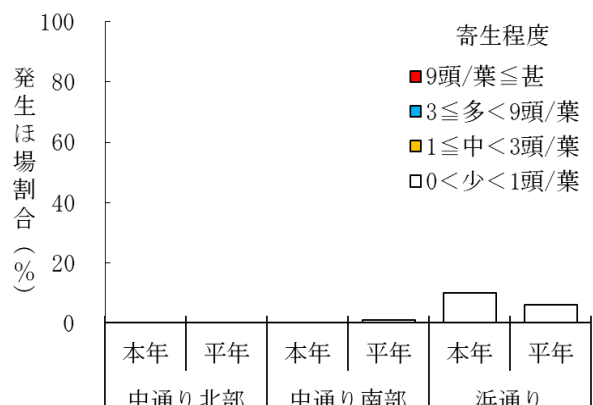 発生ほ場割合（％）
100
80
60
40
20
0
寄生程度
9頭/葉≦甚
3≦多＜9頭/葉
1≦中＜3頭/葉
0＜少＜1頭/葉
本年 平年 本年 平年 本年 平年
中通り北部 中通り南部 浜通り